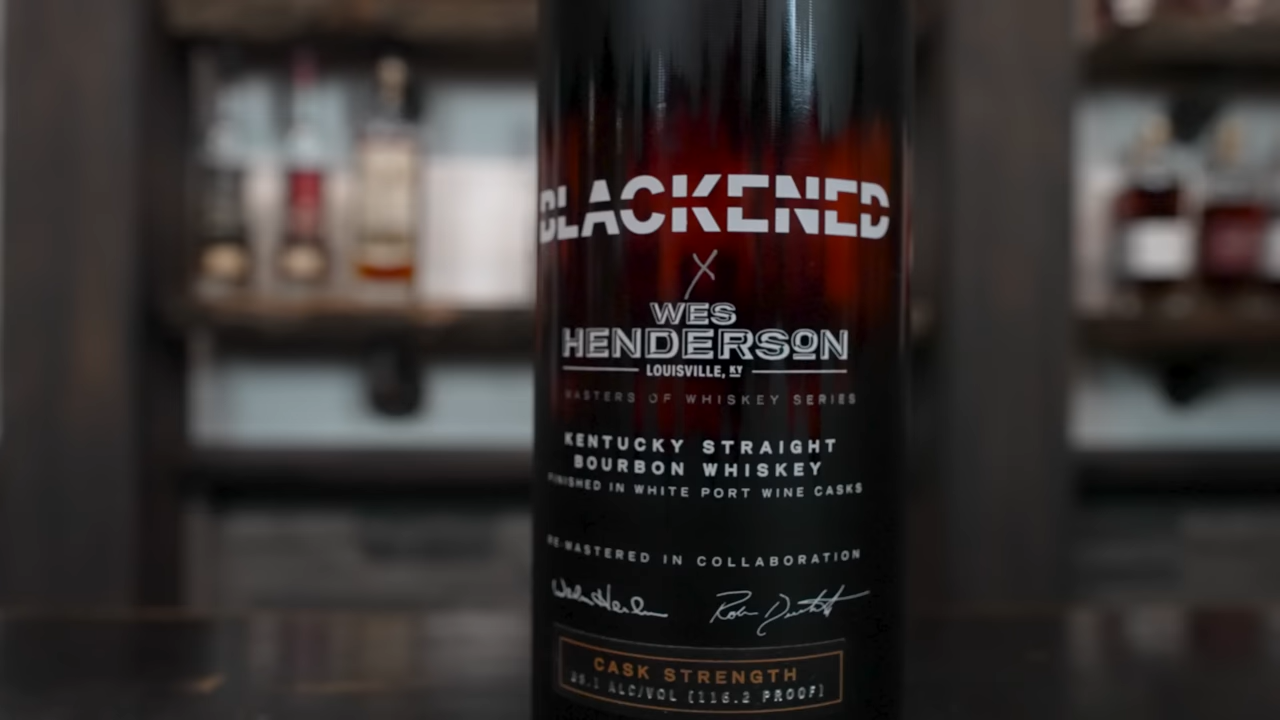 BLACKENED
X
WES
HENDERSON
LOUISVILLE, KY
MASTERS OF WHISKEY SERIES
KENTUCKY STRAIGHT
BOURBON WHISKEY
FINISHED IN WHITE PORT WINE CASKS
RE-MASTERED IN COLLABORATION
CASK STRENGTH
ALC/VOL [116.2 PROOF]